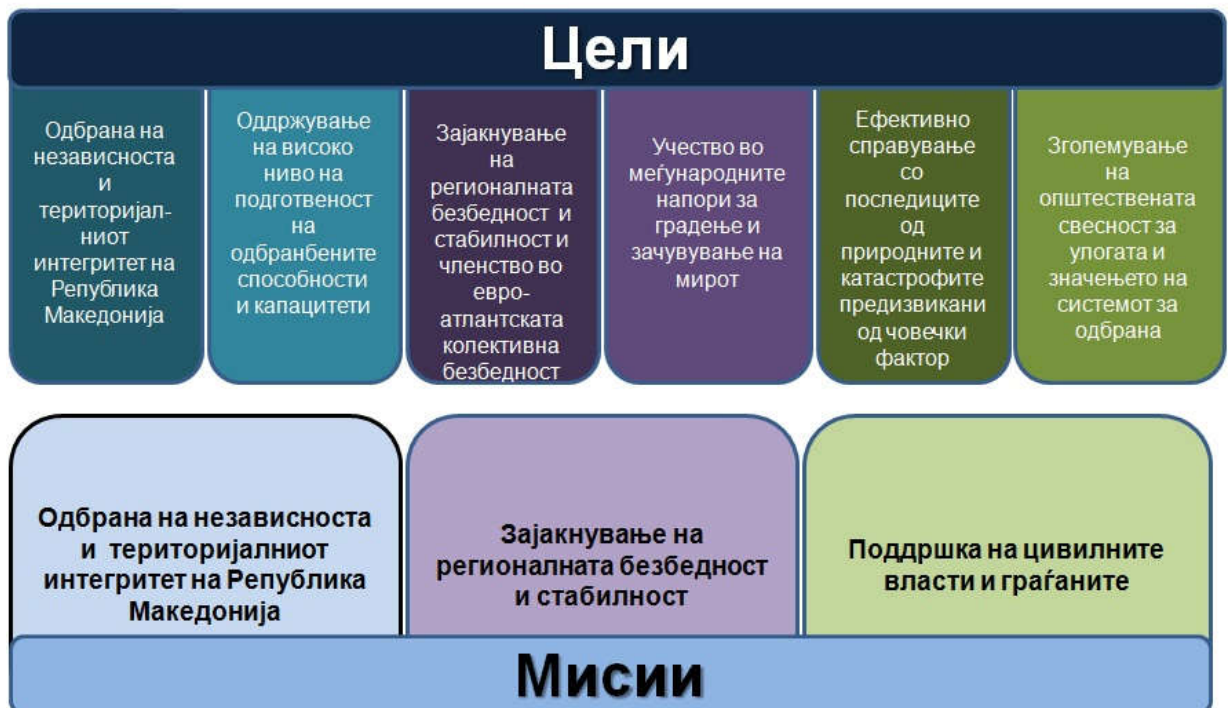 Цели
Одбрана на
независноста
и
територијал-
ниот
интегритет на
Република
Македонија
Оддржување
на високо
ниво на
подготвеност
на
одбранбените
способности
и капацитети
Зајакнување
на
регионалната
безбедност и
стабилност и
членство во
евро-
атлантската
колективна
безбедност
Учество во
меѓународните
напори за
градење и
зачувување на
мирот
Ефективно
справување
со
последиците
од
природните и
катастрофите
предизвикани
од човечки
фактор
Зголемување
на
општествената
свесност за
улогата и
значењето на
системот за
одбрана
Одбрана на независноста
и територијалниот
интегритет на Република
Македонија
Зајакнување на
регионалната безбедност
и стабилност
Поддршка на цивилните
власти и граѓаните
Мисии